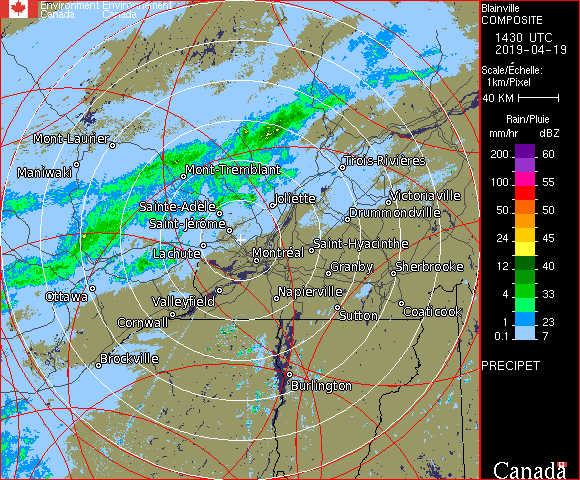 Environment Environnement
Canada Canada
Blainville
COMPOSITE
1430 UTC
2019-04-19
Scale/Échelle:
1km/Pixel
40 KM
Rain/Pluie
mm/hr dBZ
200 60
100 55
50 50
24 45
12 40
4 33
1 23
0.1 7
PRECIPET
Canada
Mont-Laurier
Maniwaki
Mont-Tremblant
Trois-Rivières
Sainte-Adèle
Joliette
Victoriaville
Saint-Jérôme
Drummondville
Lachute
Montréal
Saint-Hyacinthe
Granby
Sherbrooke
Ottawa
Valleyfield
Napierville
Cornwall
Sutton
Coaticook
Brockville
Burlington